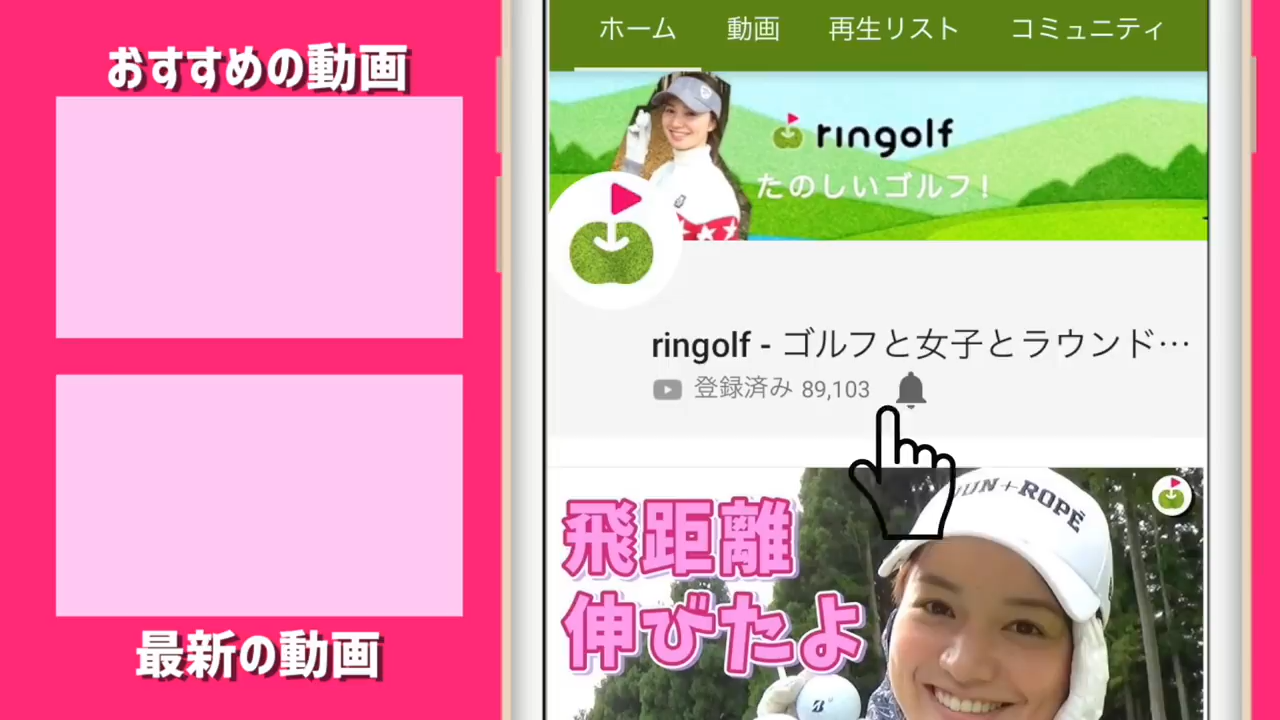 おすすめの動画
最新の動画
ホーム 動画 再生リスト コミュニティ
ringolf
たのしいゴルフ!
ringolf - ゴルフと女子とラウンド…
登録済み 89,103
飛距離
伸びたよ
JUN+ROPÉ
B